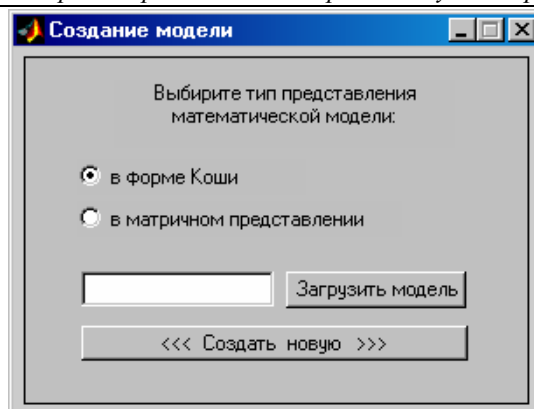 Создание модели
Выбирите тип представления
математической модели:
в форме Коши
в матричном представлении
Загрузить модель
<<< Создать новую >>>